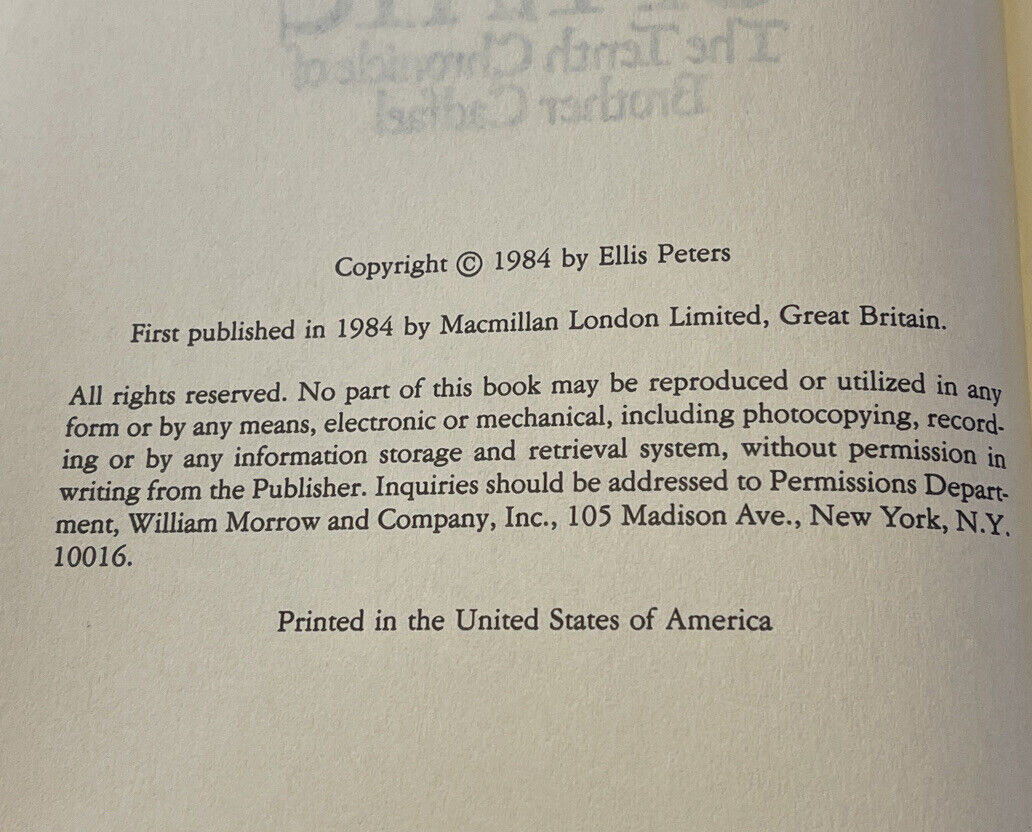 The Tenth Chronicle of
Brother Cadfael
Copyright © 1984 by Ellis Peters
First published in 1984 by Macmillan London Limited, Great Britain.
All rights reserved. No part of this book may be reproduced or utilized in any
form or by any means, electronic or mechanical, including photocopying, record-
ing or by any information storage and retrieval system, without permission in
writing from the Publisher. Inquiries should be addressed to Permissions Depart-
ment, William Morrow and Company, Inc., 105 Madison Ave., New York, N.Y.
10016.
Printed in the United States of America